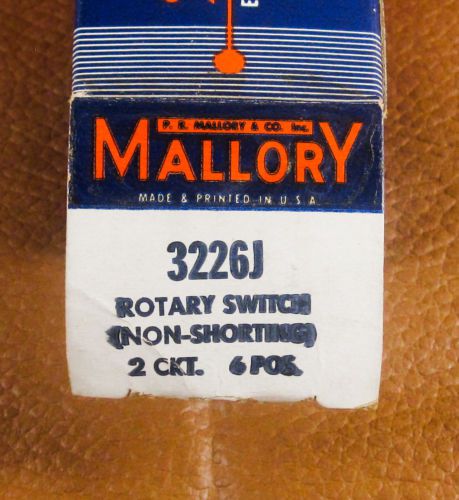 E
P. R. MALLORY & CO. Inc.
MALLORY
MADE & PRINTED IN U S A
3226J
ROTARY SWITCH
(NON-SHORTING)
2 CKT. 6 POS.